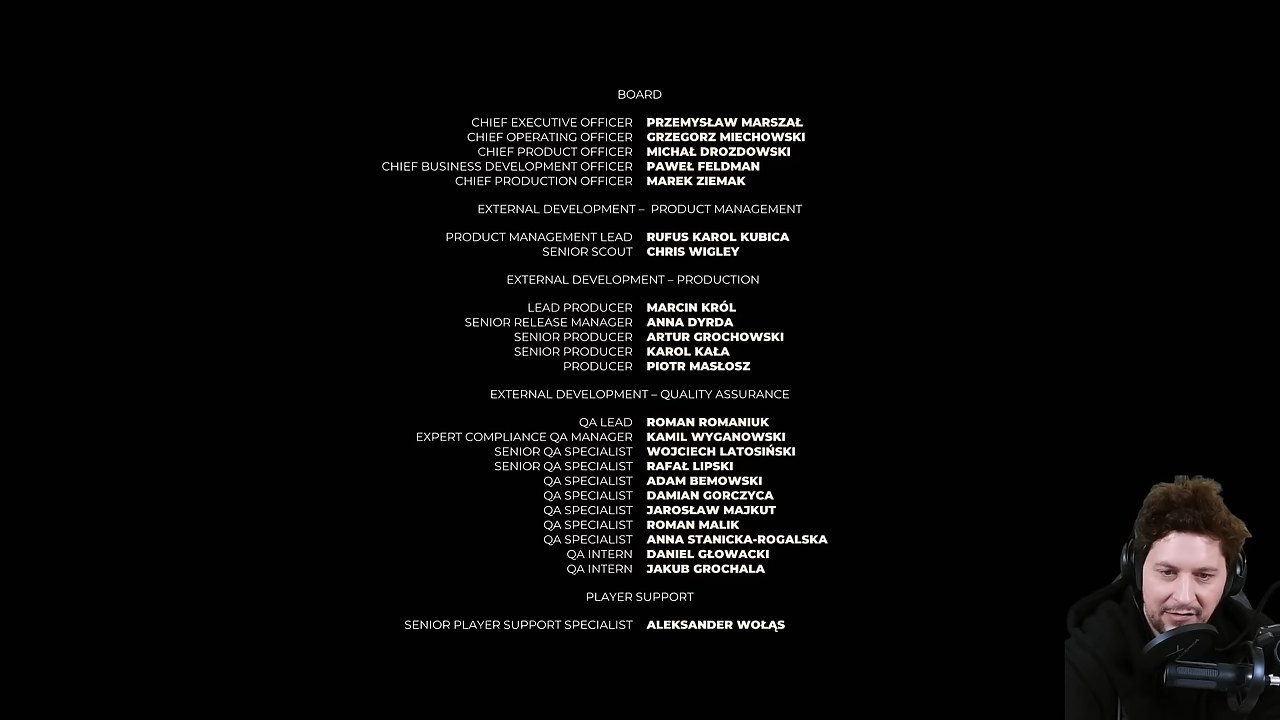 BOARD
CHIEF EXECUTIVE OFFICER PRZEMYSŁAW MARSZAŁ
CHIEF OPERATING OFFICER GRZEGORZ MIECHOWSKI
CHIEF PRODUCT OFFICER MICHAŁ DROZDOWSKI
CHIEF BUSINESS DEVELOPMENT OFFICER PAWEŁ FELDMAN
CHIEF PRODUCTION OFFICER MAREK ZIEMAK
EXTERNAL DEVELOPMENT – PRODUCT MANAGEMENT
PRODUCT MANAGEMENT LEAD RUFUS KAROL KUBICA
SENIOR SCOUT CHRIS WIGLEY
EXTERNAL DEVELOPMENT – PRODUCTION
LEAD PRODUCER MARCIN KRÓL
SENIOR RELEASE MANAGER ANNA DYRDA
SENIOR PRODUCER ARTUR GROCHOWSKI
SENIOR PRODUCER KAROL KAŁA
PRODUCER PIOTR MASŁOSZ
EXTERNAL DEVELOPMENT – QUALITY ASSURANCE
QA LEAD ROMAN ROMANIUK
EXPERT COMPLIANCE QA MANAGER KAMIL WYGANOWSKI
SENIOR QA SPECIALIST WOJCIECH LATOSIŃSKI
SENIOR QA SPECIALIST RAFAŁ LIPSKI
QA SPECIALIST ADAM BEMOWSKI
QA SPECIALIST DAMIAN GORCZYCA
QA SPECIALIST JAROSŁAW MAJKUT
QA SPECIALIST ROMAN MALIK
QA SPECIALIST ANNA STANICKA-ROGALSKA
QA INTERN DANIEL GŁOWACKI
QA INTERN JAKUB GROCHALA
PLAYER SUPPORT
SENIOR PLAYER SUPPORT SPECIALIST ALEKSANDER WOŁĄS